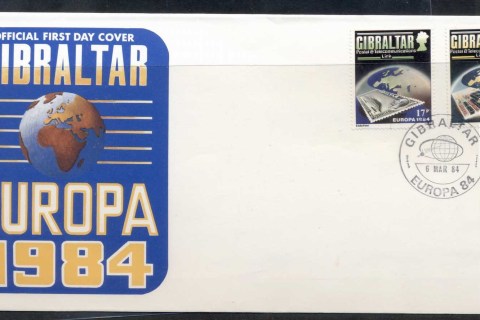 OFFICIAL FIRST DAY COVER
GIBRALTAR
EUROPA
1984
GIBRALTAR
Postal & Telecommunications
Link
17p
EUROPA 1984
GIBRALTAR
6 MAR 84
EUROPA 84